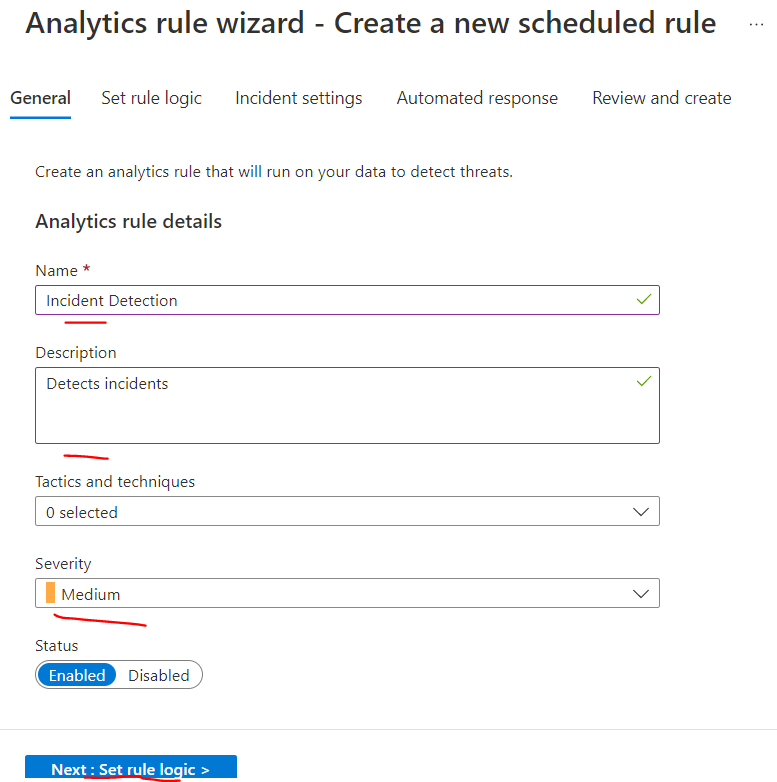 Analytics rule wizard - Create a new scheduled rule ...
General Set rule logic Incident settings Automated response Review and create
Create an analytics rule that will run on your data to detect threats.
Analytics rule details
Name *
Incident Detection
Description
Detects incidents
Tactics and techniques
0 selected
Severity
Medium
Status
Enabled Disabled
Next : Set rule logic >